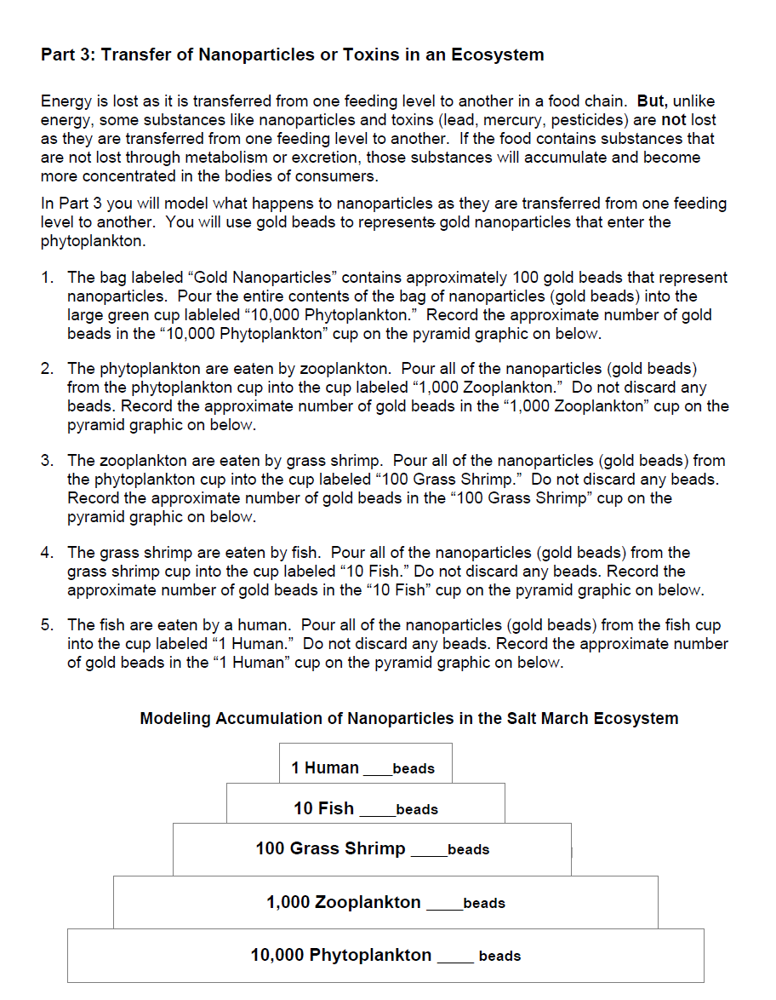 Part 3: Transfer of Nanoparticles or Toxins in an Ecosystem
Energy is lost as it is transferred from one feeding level to another in a food chain. But, unlike
energy, some substances like nanoparticles and toxins (lead, mercury, pesticides) are not lost
as they are transferred from one feeding level to another. If the food contains substances that
are not lost through metabolism or excretion, those substances will accumulate and become
more concentrated in the bodies of consumers.
In Part 3 you will model what happens to nanoparticles as they are transferred from one feeding
level to another. You will use gold beads to represents gold nanoparticles that enter the
phytoplankton.
1. The bag labeled “Gold Nanoparticles” contains approximately 100 gold beads that represent
nanoparticles. Pour the entire contents of the bag of nanoparticles (gold beads) into the
large green cup lableled “10,000 Phytoplankton.” Record the approximate number of gold
beads in the “10,000 Phytoplankton” cup on the pyramid graphic on below.
2. The phytoplankton are eaten by zooplankton. Pour all of the nanoparticles (gold beads)
from the phytoplankton cup into the cup labeled “1,000 Zooplankton.” Do not discard any
beads. Record the approximate number of gold beads in the “1,000 Zooplankton” cup on the
pyramid graphic on below.
3. The zooplankton are eaten by grass shrimp. Pour all of the nanoparticles (gold beads) from
the phytoplankton cup into the cup labeled “100 Grass Shrimp.” Do not discard any beads.
Record the approximate number of gold beads in the “100 Grass Shrimp” cup on the
pyramid graphic on below.
4. The grass shrimp are eaten by fish. Pour all of the nanoparticles (gold beads) from the
grass shrimp cup into the cup labeled “10 Fish.” Do not discard any beads. Record the
approximate number of gold beads in the “10 Fish” cup on the pyramid graphic on below.
5. The fish are eaten by a human. Pour all of the nanoparticles (gold beads) from the fish cup
into the cup labeled “1 Human.” Do not discard any beads. Record the approximate number
of gold beads in the “1 Human” cup on the pyramid graphic on below.
Modeling Accumulation of Nanoparticles in the Salt March Ecosystem
1 Human ___beads
10 Fish ____beads
100 Grass Shrimp ____beads
1,000 Zooplankton ____beads
10,000 Phytoplankton ____ beads